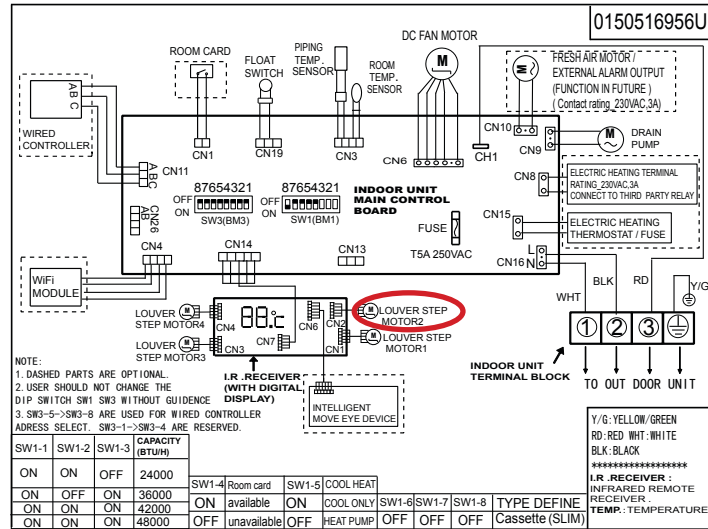 0150516956U
DC FAN MOTOR
ROOM CARD
FLOAT
SWITCH
PIPING
TEMP.
SENSOR
ROOM
TEMP.
SENSOR
M
M
FRESH AIR MOTOR /
EXTERNAL ALARM OUTPUT
(FUNCTION IN FUTURE )
( Contact rating_230VAC,3A)
A B C
WIRED
CONTROLLER
CN1
CN19
CN3
CN6
CH1
CN10
CN9
M
DRAIN
PUMP
A B C
CN11
CN8
ELECTRIC HEATING TERMINAL
RATING_230VAC,3A
CONNECT TO THIRD PARTY RELAY
87654321
OFF
ON
SW3(BM3)
87654321
OFF
ON
SW1(BM1)
INDOOR UNIT
MAIN CONTROL
BOARD
AB
CN26
CN15
ELECTRIC HEATING
THERMOSTAT / FUSE
FUSE
T5A 250VAC
CN4
CN14
CN13
L
N
CN16
WHT
BLK
RD
Y/G
WiFi
MODULE
LOUVER
STEP MOTOR4
M
CN4
88.c
CN6
CN2
M
LOUVER STEP
MOTOR2
LOUVER
STEP MOTOR3
M
CN3
CN7
CN1
M
LOUVER STEP
MOTOR1
1 2 3
INDOOR UNIT
TERMINAL BLOCK
TO OUT DOOR UNIT
I.R .RECEIVER
(WITH DIGITAL
DISPLAY)
INTELLIGENT
MOVE EYE DEVICE
NOTE:
1. DASHED PARTS ARE OPTIONAL.
2. USER SHOULD NOT CHANGE THE
DIP SWITCH SW1 SW3 WITHOUT GUIDENCE
3. SW3-5->SW3-8 ARE USED FOR WIRED CONTROLLER
ADRESS SELECT. SW3-1->SW3-4 ARE RESERVED.
SW1-1 SW1-2 SW1-3 CAPACITY (BTU/H)
ON ON OFF 24000
ON OFF ON 36000
ON ON ON 42000
ON ON ON 48000
SW1-4 Room card SW1-5 COOL HEAT
ON available ON COOL ONLY SW1-6 SW1-7 SW1-8 TYPE DEFINE
OFF unavailable OFF HEAT PUMP OFF OFF OFF Cassette (SLIM)
Y/G:YELLOW/GREEN
RD:RED WHT:WHITE
BLK:BLACK
*****************
I.R .RECEIVER :
INFRARED REMOTE
RECEIVER .
TEMP.:TEMPERATURE